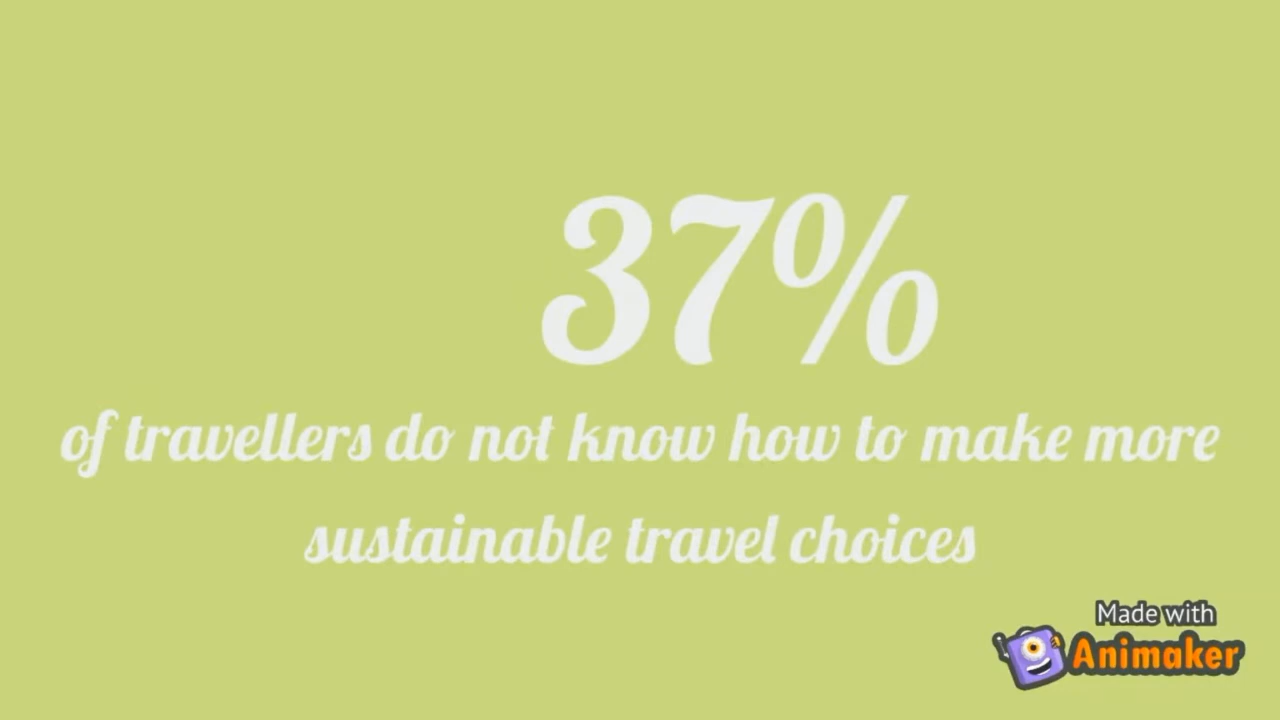 37%
of travellers do not know how to make more
sustainable travel choices
Made with
Animaker